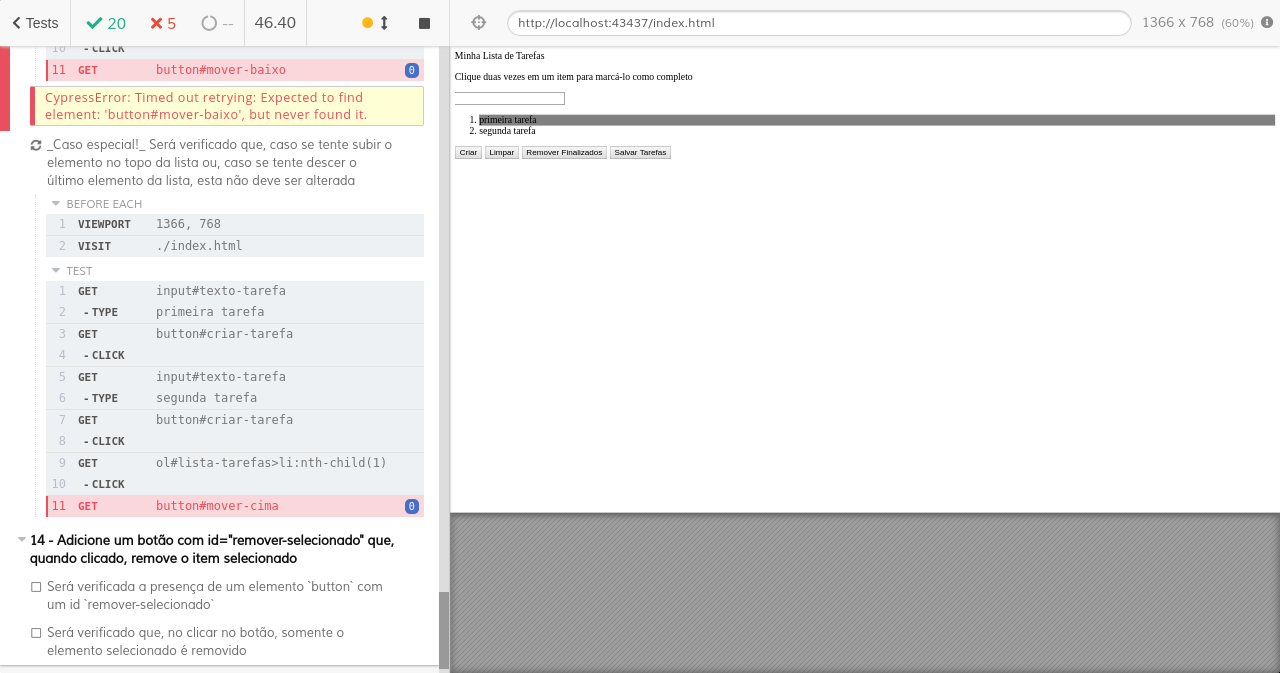 Tests 20 5 -- 46.40
http://localhost:43437/index.html 1366 x 768 (60%)
10 - CLICK
11 GET button#mover-baixo 0
CypressError: Timed out retrying: Expected to find
element: 'button#mover-baixo', but never found it.
_Caso especial!_ Será verificado que, caso se tente subir o
elemento no topo da lista ou, caso se tente descer o
último elemento da lista, esta não deve ser alterada
BEFORE EACH
1 VIEWPORT 1366, 768
2 VISIT ./index.html
TEST
1 GET input#texto-tarefa
2 - TYPE primeira tarefa
3 GET button#criar-tarefa
4 - CLICK
5 GET input#texto-tarefa
6 - TYPE segunda tarefa
7 GET button#criar-tarefa
8 - CLICK
9 GET ol#lista-tarefas>li:nth-child(1)
10 - CLICK
11 GET button#mover-cima 0
14 - Adicione um botão com id="remover-selecionado" que,
quando clicado, remove o item selecionado
Será verificada a presença de um elemento `button` com
um id `remover-selecionado`
Será verificado que, no clicar no botão, somente o
elemento selecionado é removido
Minha Lista de Tarefas
Clique duas vezes em um item para marcá-lo como completo
1. primeira tarefa
2. segunda tarefa
Criar Limpar Remover Finalizados Salvar Tarefas